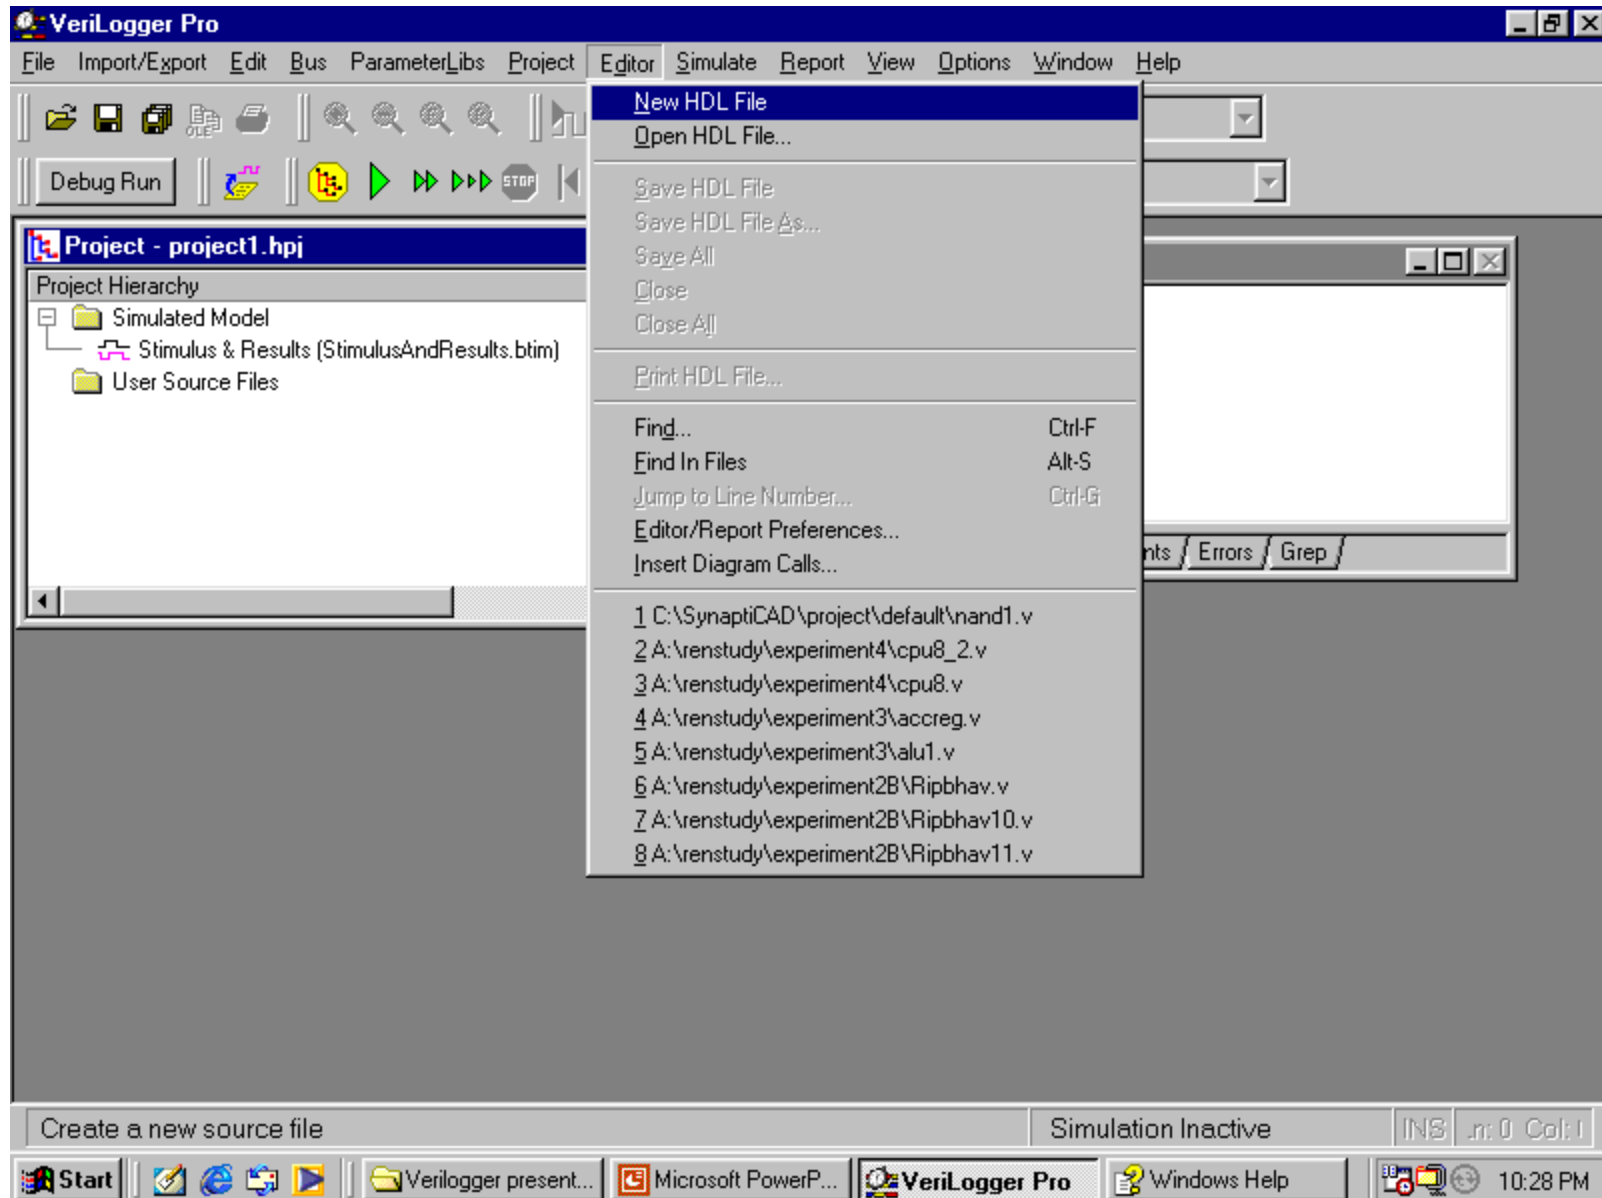 VeriLogger Pro
File Import/Export Edit Bus ParameterLibs Project Editor Simulate Report View Options Window Help
OLE
Debug Run
STOP
New HDL File
Open HDL File...
Save HDL File
Save HDL File As...
Save All
Close
Close All
Print HDL File...
Find... Ctrl-F
Find In Files Alt-S
Jump to Line Number... Ctrl-G
Editor/Report Preferences...
Insert Diagram Calls...
1 C:\SynaptiCAD\project\default\nand1.v
2 A:\renstudy\experiment4\cpu8_2.v
3 A:\renstudy\experiment4\cpu8.v
4 A:\renstudy\experiment3\accreg.v
5 A:\renstudy\experiment3\alu1.v
6 A:\renstudy\experiment2B\Ripbhav.v
7 A:\renstudy\experiment2B\Ripbhav10.v
8 A:\renstudy\experiment2B\Ripbhav11.v
Project - project1.hpj
Project Hierarchy
Simulated Model
Stimulus & Results (StimulusAndResults.btim)
User Source Files
nts Errors Grep
Create a new source file Simulation Inactive INS .n: 0 Col:
Start Verilogger present... Microsoft PowerP... VeriLogger Pro Windows Help 10:28 PM